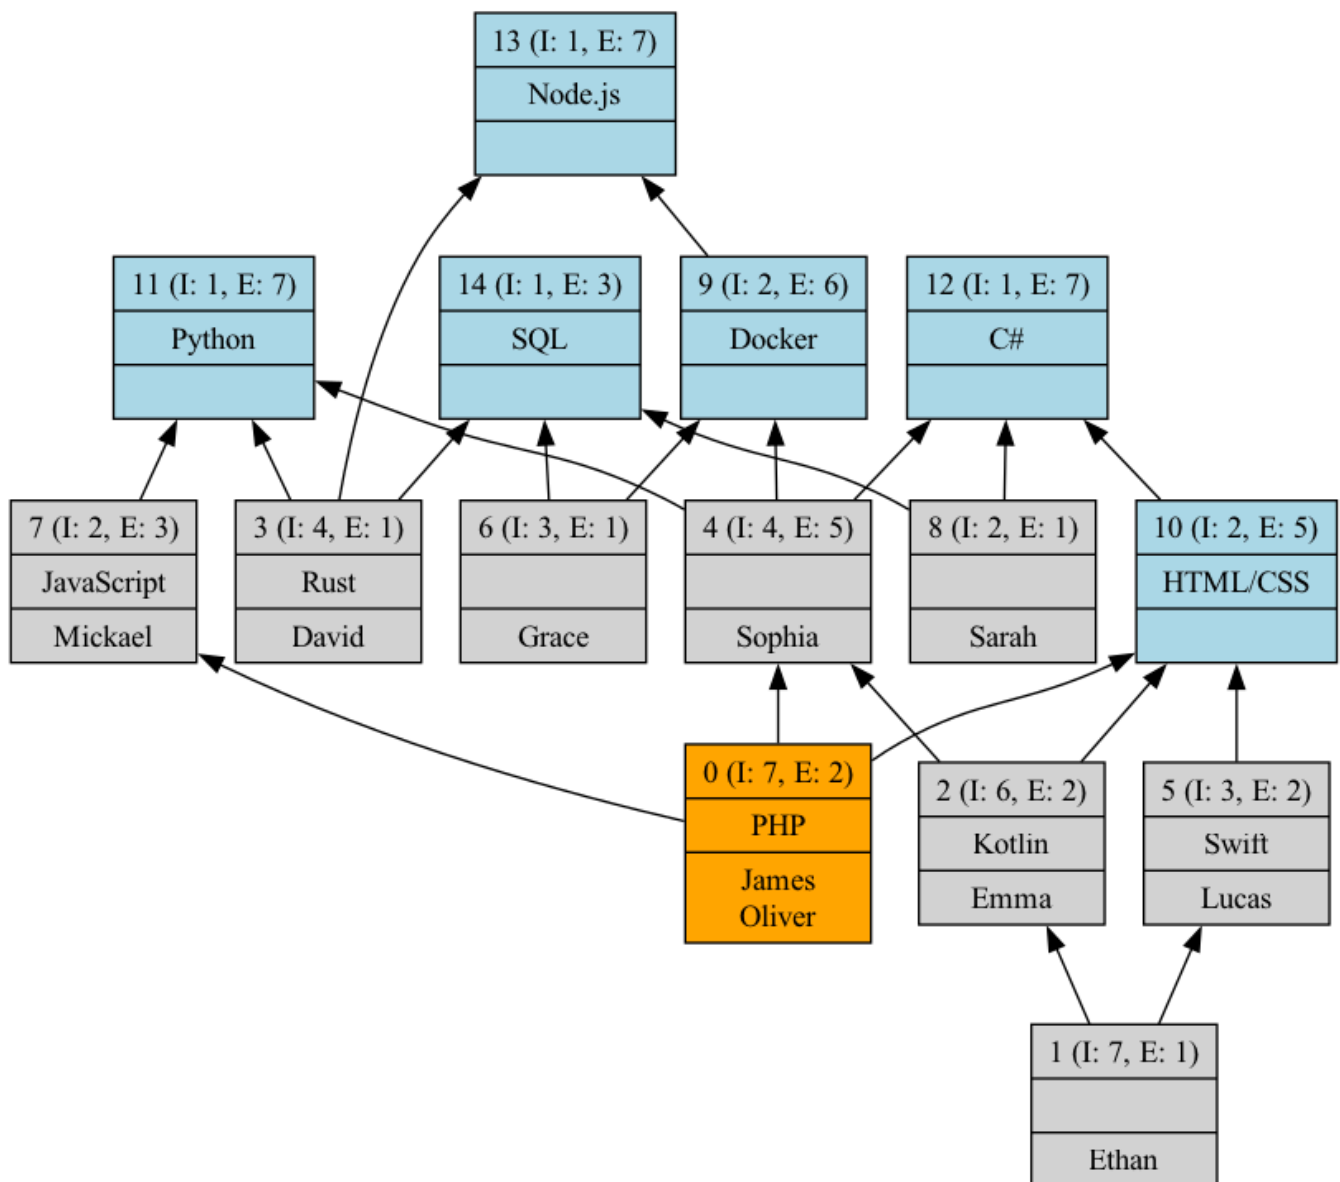 13 (I: 1, E: 7)
Node.js
11 (I: 1, E: 7)
Python
14 (I: 1, E: 3)
SQL
9 (I: 2, E: 6)
Docker
12 (I: 1, E: 7)
C#
7 (I: 2, E: 3)
JavaScript
Mickael
3 (I: 4, E: 1)
Rust
David
6 (I: 3, E: 1)
Grace
4 (I: 4, E: 5)
Sophia
8 (I: 2, E: 1)
Sarah
10 (I: 2, E: 5)
HTML/CSS
0 (I: 7, E: 2)
PHP
James
Oliver
2 (I: 6, E: 2)
Kotlin
Emma
5 (I: 3, E: 2)
Swift
Lucas
1 (I: 7, E: 1)
Ethan